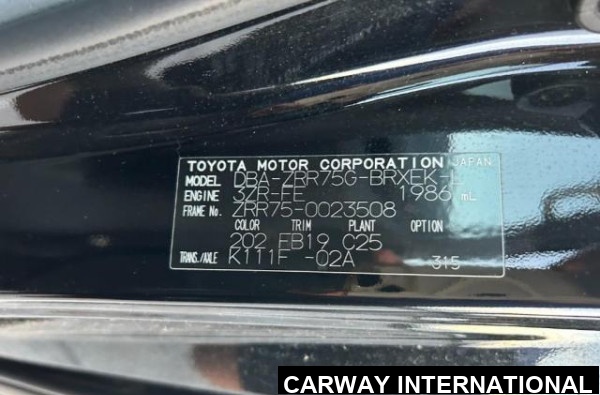 TOYOTA MOTOR CORPORATION JAPAN
MODEL DBA-ZRR75G-BRXEK-
ENGINE 3ZR-FE 1986 mL
FRAME No. ZRR75-0023508
COLOR TRIM PLANT OPTION
202 EB19 C25
TRANS./AXLE K111F -02A 315
CARWAY INTERNATIONAL